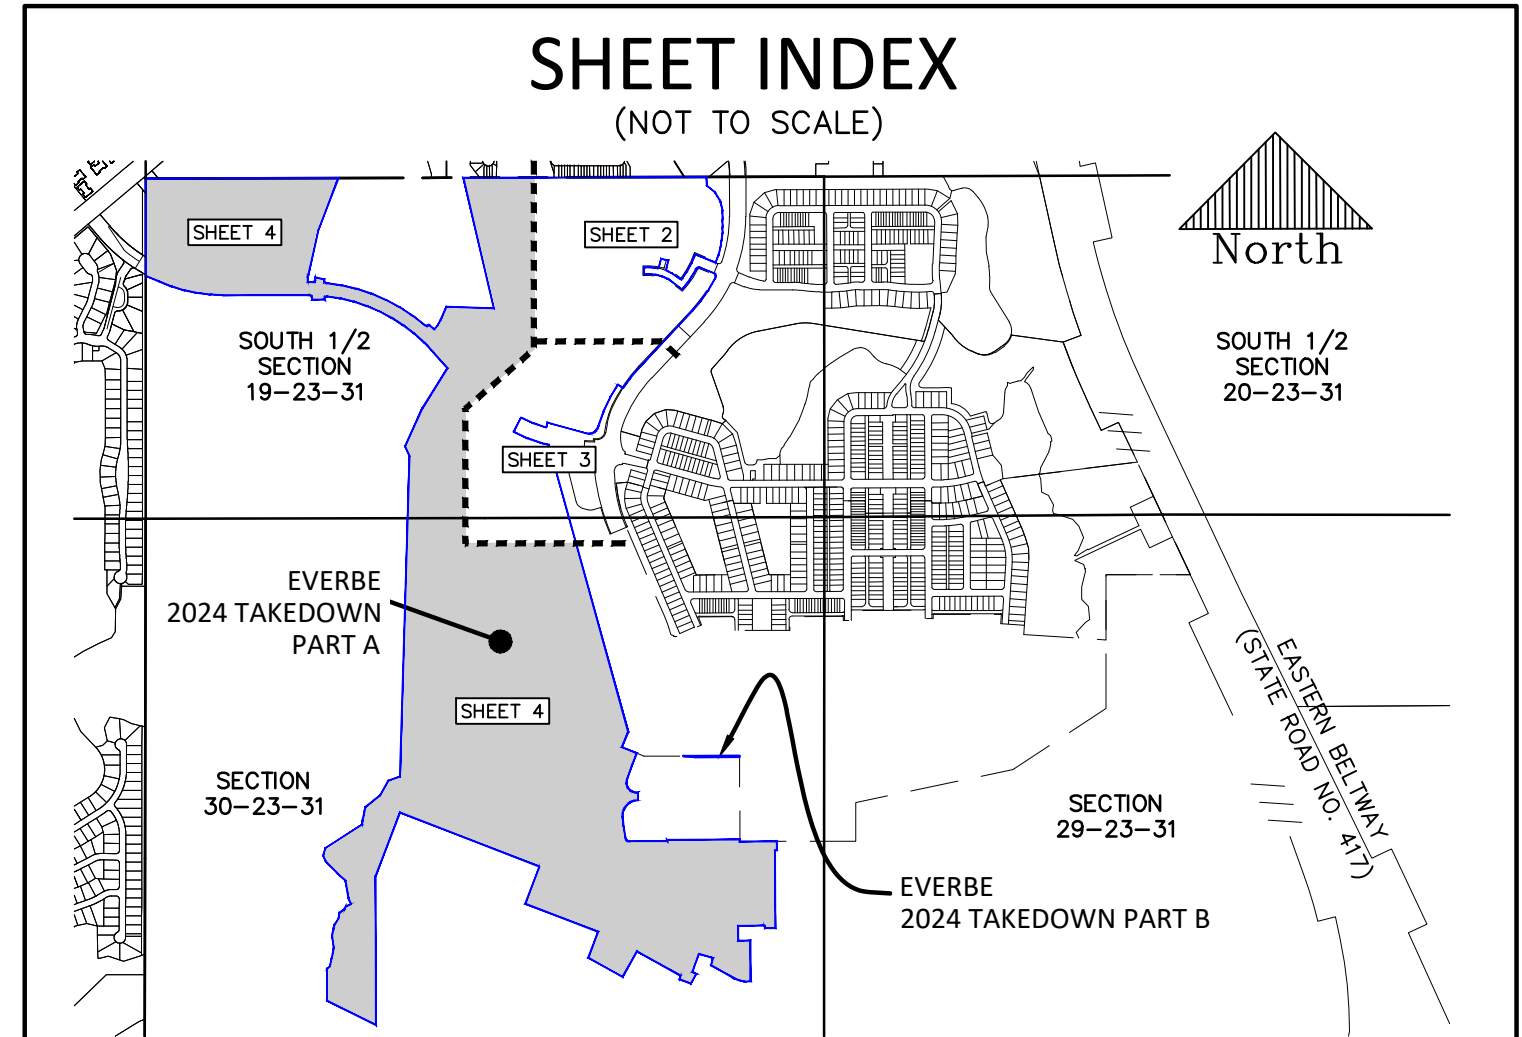 SHEET INDEX
(NOT TO SCALE)
North
SHEET 4
SHEET 2
SOUTH 1/2
SECTION
19-23-31
SOUTH 1/2
SECTION
20-23-31
SHEET 3
EVERBE
2024 TAKEDOWN
PART A
SHEET 4
SECTION
30-23-31
SECTION
29-23-31
EASTERN BELTWAY
(STATE ROAD NO. 417)
EVERBE
2024 TAKEDOWN PART B